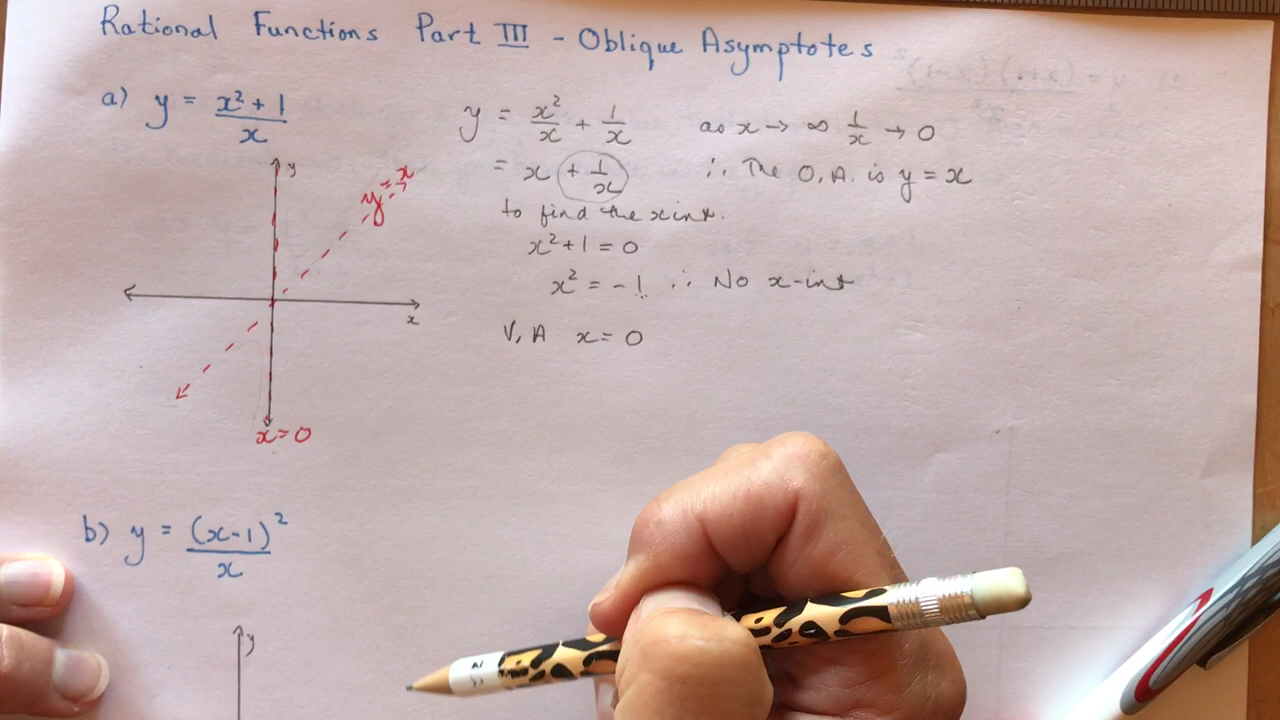 Rational Functions Part III - Oblique Asymptotes
a) y = x² + 1 / x
y = x²/x + 1/x as x → ∞ 1/x → 0
= x + 1/x ∴ The O.A. is y = x
to find the x int.
x² + 1 = 0
x² = -1 ∴ No x-int
V.A x = 0
y
y = x
x
x = 0
b) y = (x-1)² / x
y